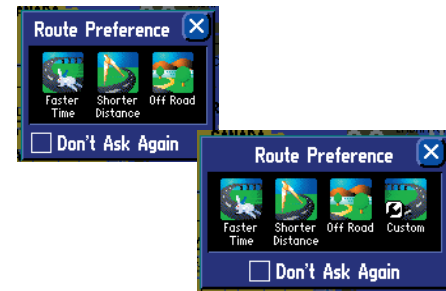 Route Preference
Faster Shorter Off Road
Time Distance
Don't Ask Again
Route Preference
Faster Shorter Off Road Custom
Time Distance
Don't Ask Again